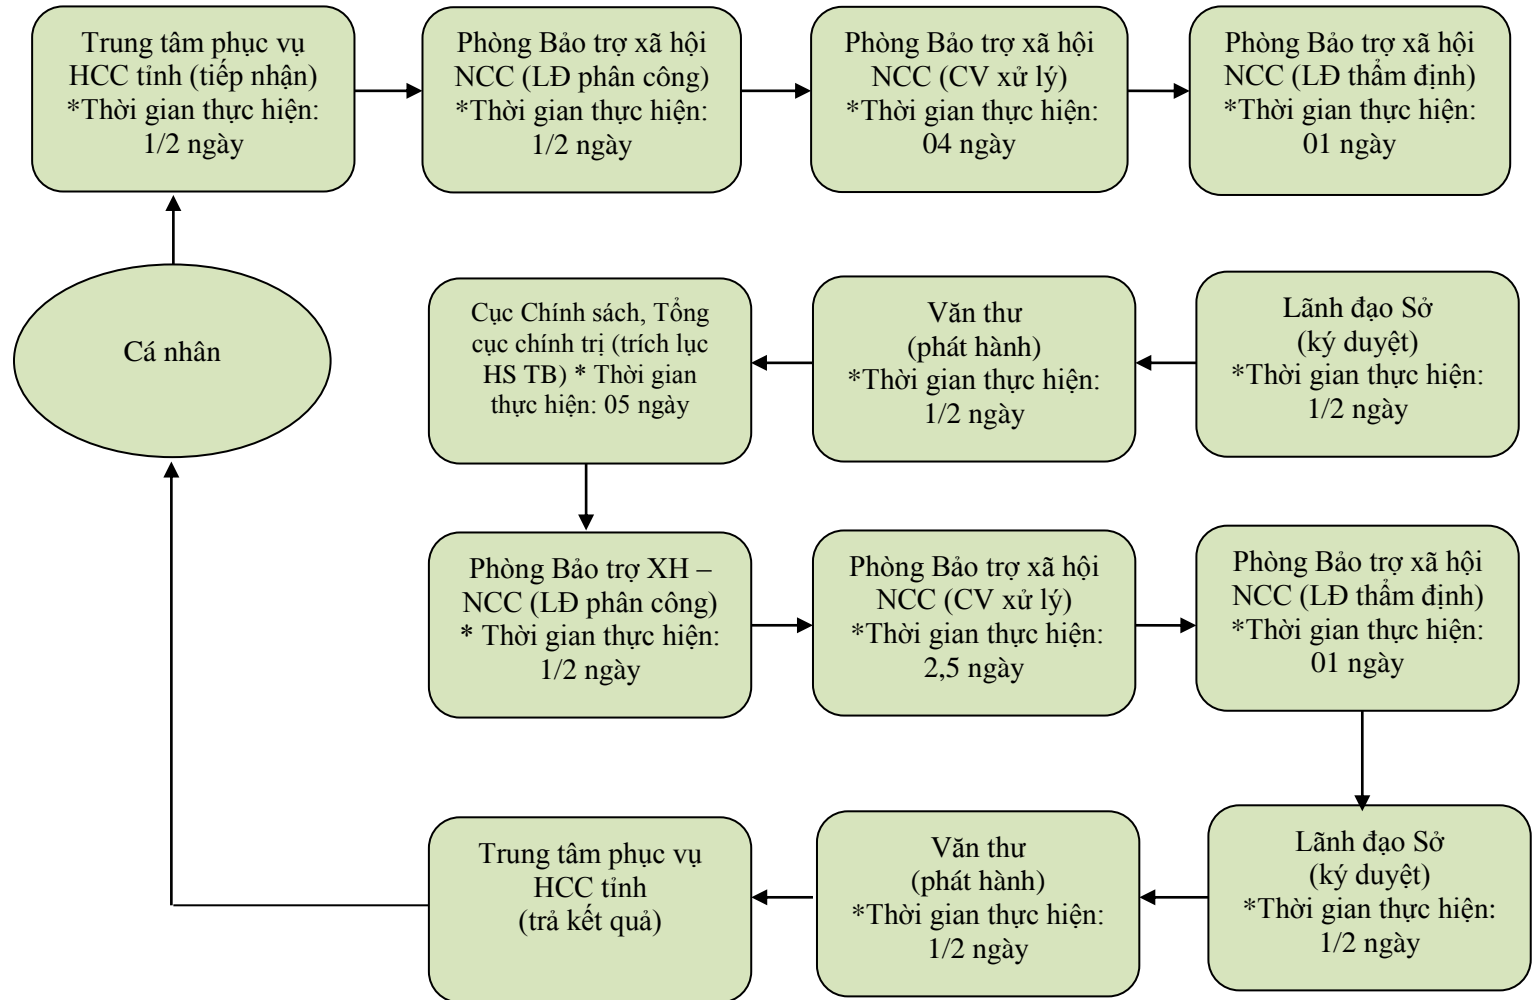 Trung tâm phục vụ
HCC tỉnh (tiếp nhận)
*Thời gian thực hiện:
1/2 ngày
Phòng Bảo trợ xã hội
NCC (LĐ phân công)
*Thời gian thực hiện:
1/2 ngày
Phòng Bảo trợ xã hội
NCC (CV xử lý)
*Thời gian thực hiện:
04 ngày
Phòng Bảo trợ xã hội
NCC (LĐ thẩm định)
*Thời gian thực hiện:
01 ngày
Cá nhân
Lãnh đạo Sở
(ký duyệt)
*Thời gian thực hiện:
1/2 ngày
Văn thư
(phát hành)
*Thời gian thực hiện:
1/2 ngày
Cục Chính sách, Tổng
cục chính trị (trích lục
HS TB) * Thời gian
thực hiện: 05 ngày
Phòng Bảo trợ XH –
NCC (LĐ phân công)
* Thời gian thực hiện:
1/2 ngày
Phòng Bảo trợ xã hội
NCC (CV xử lý)
*Thời gian thực hiện:
2,5 ngày
Phòng Bảo trợ xã hội
NCC (LĐ thẩm định)
*Thời gian thực hiện:
01 ngày
Lãnh đạo Sở
(ký duyệt)
*Thời gian thực hiện:
1/2 ngày
Văn thư
(phát hành)
*Thời gian thực hiện:
1/2 ngày
Trung tâm phục vụ
HCC tỉnh
(trả kết quả)